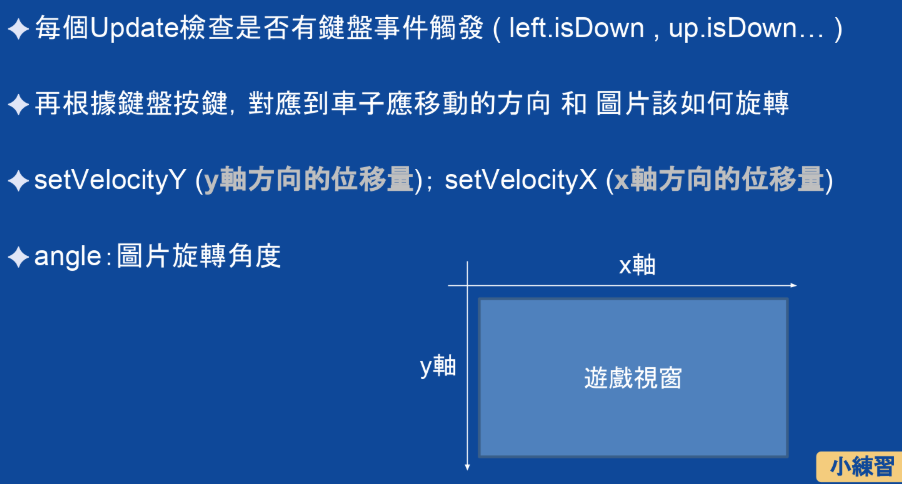 每個Update檢查是否有鍵盤事件觸發 ( left.isDown , up.isDown… )
再根據鍵盤按鍵, 對應到車子應移動的方向 和 圖片該如何旋轉
setVelocityY (y軸方向的位移量); setVelocityX (x軸方向的位移量)
angle:圖片旋轉角度
x軸
y軸
遊戲視窗
小練習